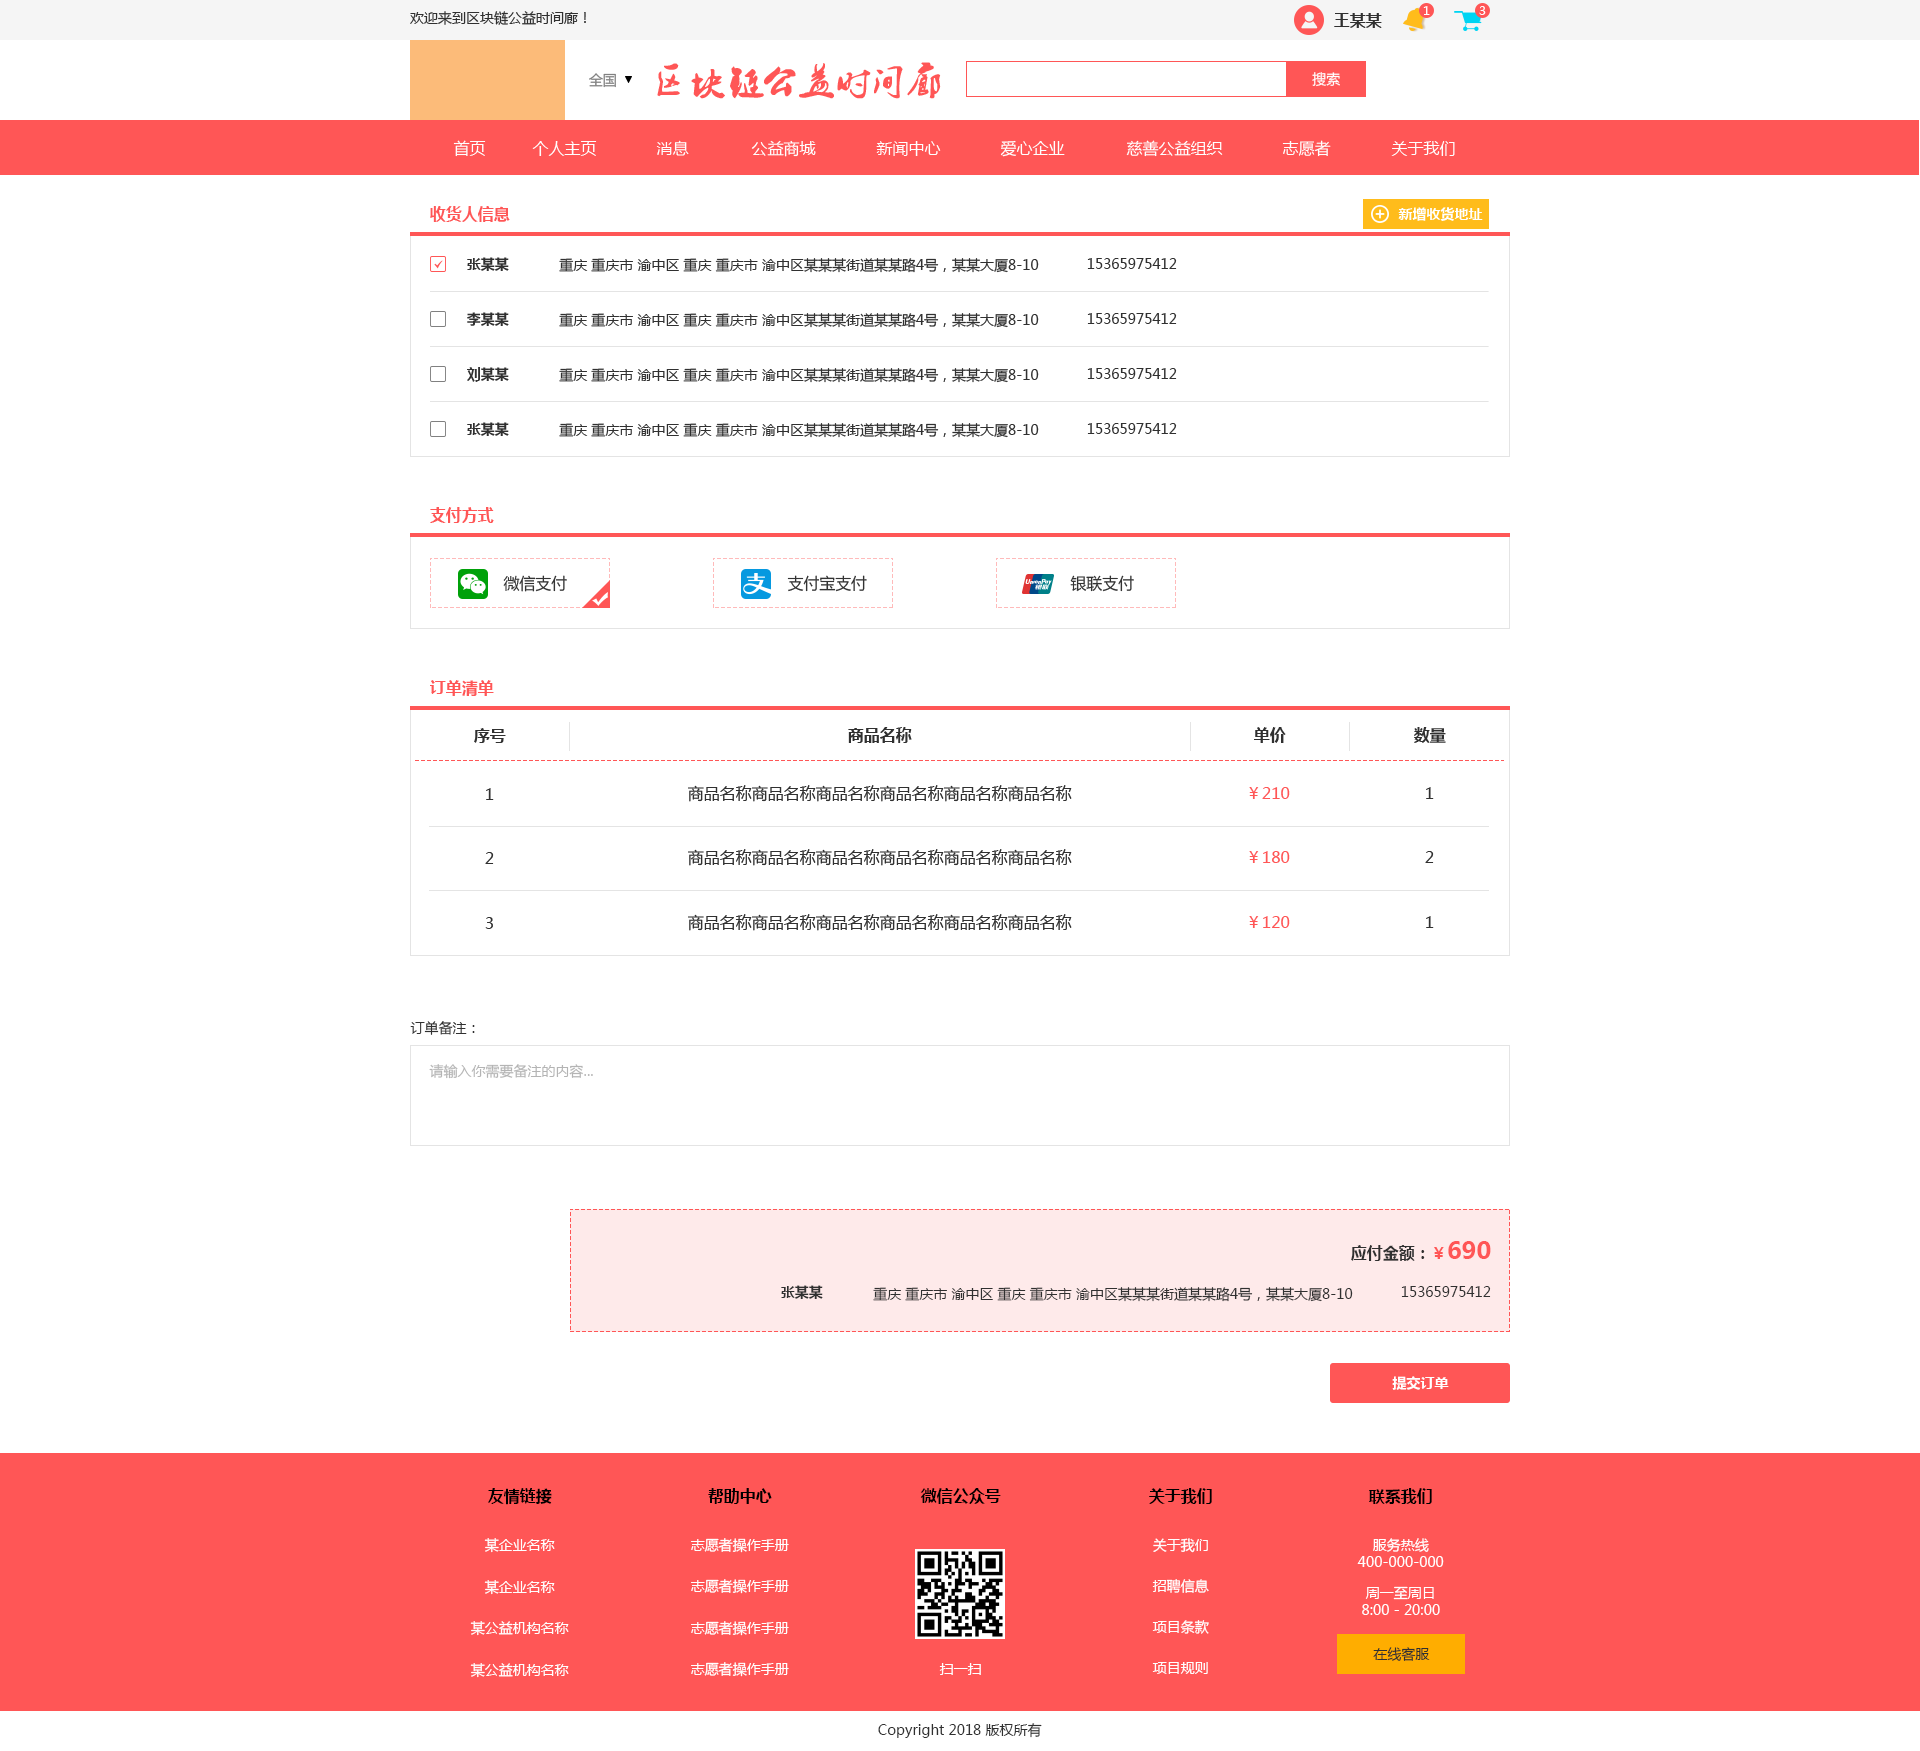 欢迎来到区块链公益时间廊！
王某某
1
3
全国 ▼
区块链公益时间廊
搜索
首页 个人主页 消息 公益商城 新闻中心 爱心企业 慈善公益组织 志愿者 关于我们
收货人信息
新增收货地址
张某某 重庆 重庆市 渝中区 重庆 重庆市 渝中区某某某街道某某路4号，某某大厦8-10 15365975412
李某某 重庆 重庆市 渝中区 重庆 重庆市 渝中区某某某街道某某路4号，某某大厦8-10 15365975412
刘某某 重庆 重庆市 渝中区 重庆 重庆市 渝中区某某某街道某某路4号，某某大厦8-10 15365975412
张某某 重庆 重庆市 渝中区 重庆 重庆市 渝中区某某某街道某某路4号，某某大厦8-10 15365975412
支付方式
微信支付
支 支付宝支付
UnionPay 银联 银联支付
订单清单
序号 商品名称 单价 数量
1 商品名称商品名称商品名称商品名称商品名称商品名称 ¥210 1
2 商品名称商品名称商品名称商品名称商品名称商品名称 ¥180 2
3 商品名称商品名称商品名称商品名称商品名称商品名称 ¥120 1
订单备注：
请输入你需要备注的内容...
应付金额：¥690
张某某 重庆 重庆市 渝中区 重庆 重庆市 渝中区某某某街道某某路4号，某某大厦8-10 15365975412
提交订单
友情链接 帮助中心 微信公众号 关于我们 联系我们
某企业名称 志愿者操作手册 关于我们 服务热线
400-000-000
某企业名称 志愿者操作手册 招聘信息 周一至周日
8:00 - 20:00
某公益机构名称 志愿者操作手册 项目条款
在线客服
某公益机构名称 志愿者操作手册 扫一扫 项目规则
Copyright 2018 版权所有